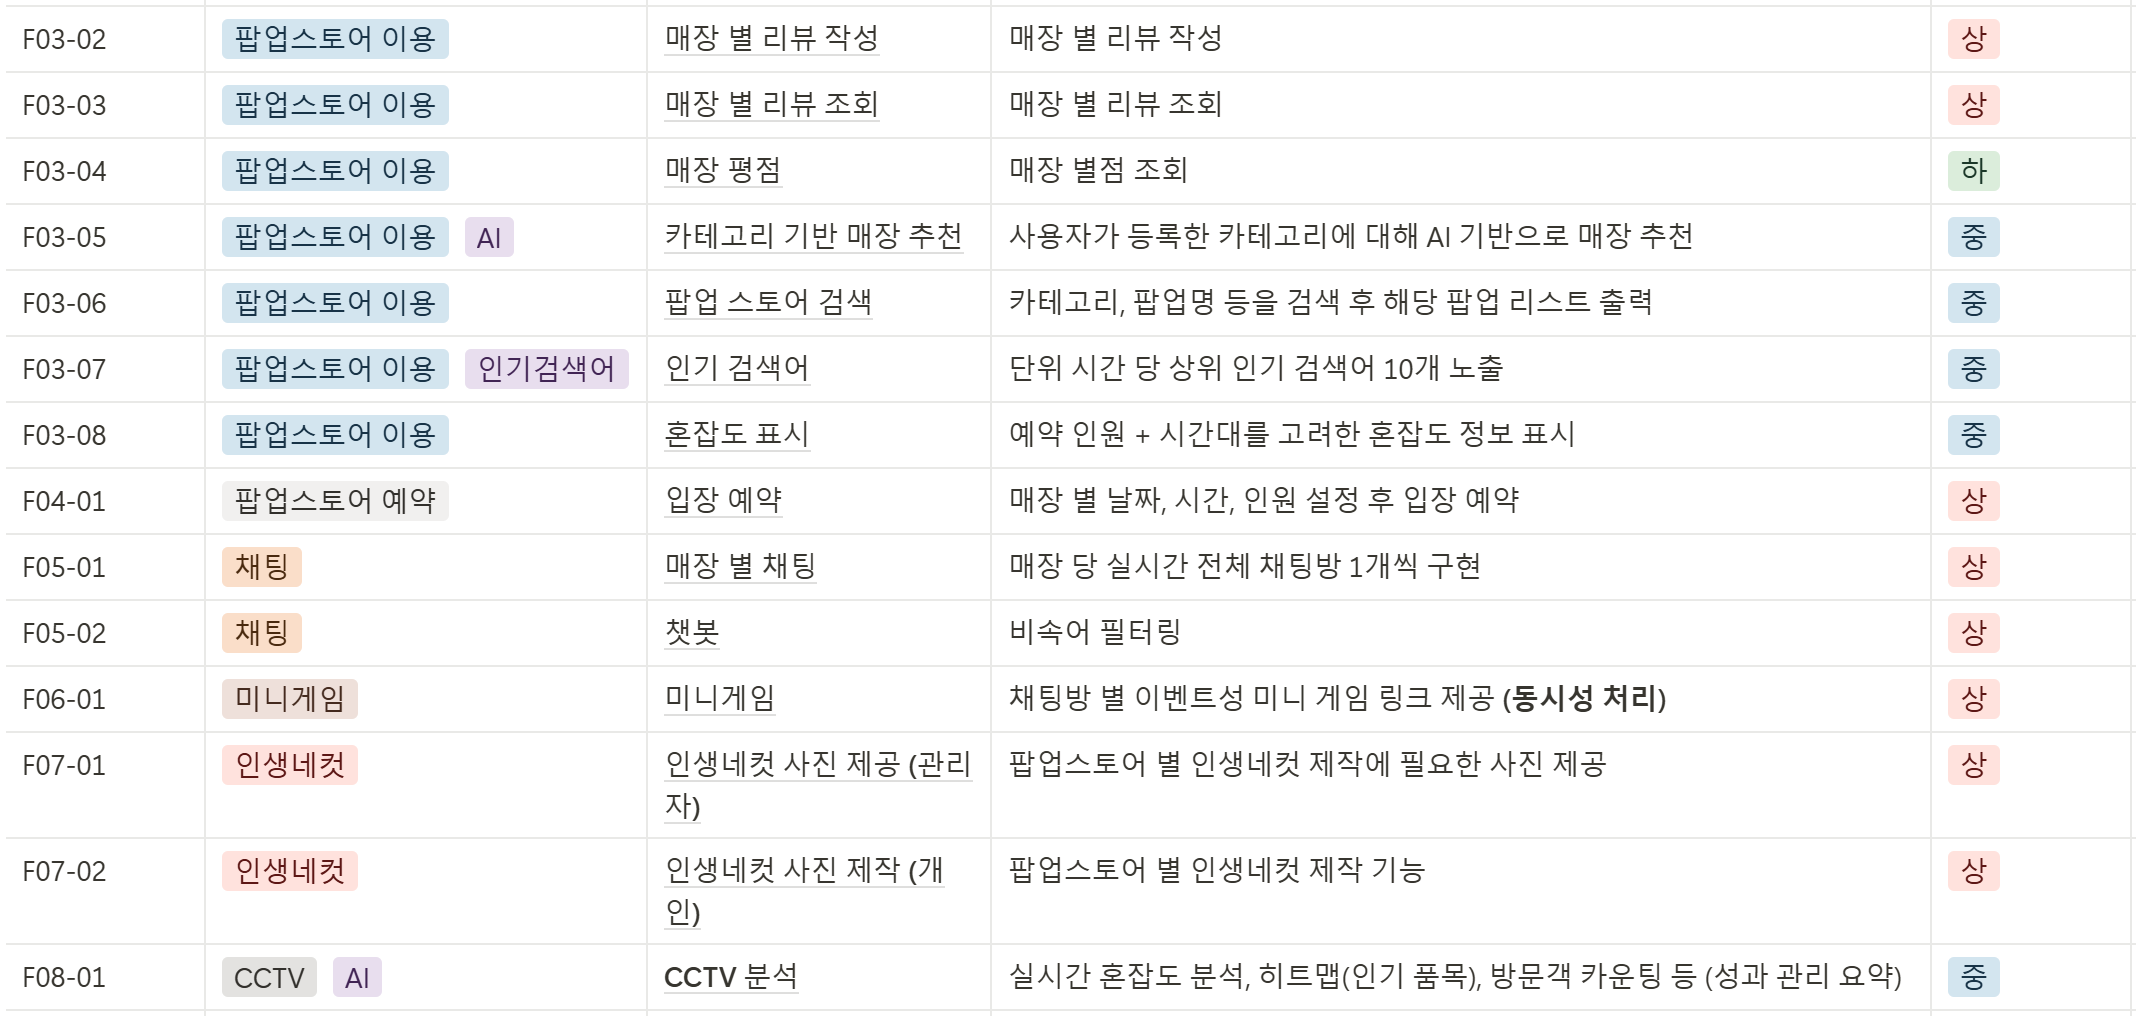 F03-02 팝업스토어 이용 매장 별 리뷰 작성 매장 별 리뷰 작성 상
F03-03 팝업스토어 이용 매장 별 리뷰 조회 매장 별 리뷰 조회 상
F03-04 팝업스토어 이용 매장 평점 매장 별점 조회 하
F03-05 팝업스토어 이용 AI 카테고리 기반 매장 추천 사용자가 등록한 카테고리에 대해 AI 기반으로 매장 추천 중
F03-06 팝업스토어 이용 팝업 스토어 검색 카테고리, 팝업명 등을 검색 후 해당 팝업 리스트 출력 중
F03-07 팝업스토어 이용 인기검색어 인기 검색어 단위 시간 당 상위 인기 검색어 10개 노출 중
F03-08 팝업스토어 이용 혼잡도 표시 예약 인원 + 시간대를 고려한 혼잡도 정보 표시 중
F04-01 팝업스토어 예약 입장 예약 매장 별 날짜, 시간, 인원 설정 후 입장 예약 상
F05-01 채팅 매장 별 채팅 매장 당 실시간 전체 채팅방 1개씩 구현 상
F05-02 채팅 챗봇 비속어 필터링 상
F06-01 미니게임 미니게임 채팅방 별 이벤트성 미니 게임 링크 제공 (동시성 처리) 상
F07-01 인생네컷 인생네컷 사진 제공 (관리 팝업스토어 별 인생네컷 제작에 필요한 사진 제공 상
자)
F07-02 인생네컷 인생네컷 사진 제작 (개 팝업스토어 별 인생네컷 제작 기능 상
인)
F08-01 CCTV AI CCTV 분석 실시간 혼잡도 분석, 히트맵(인기 품목), 방문객 카운팅 등 (성과 관리 요약) 중